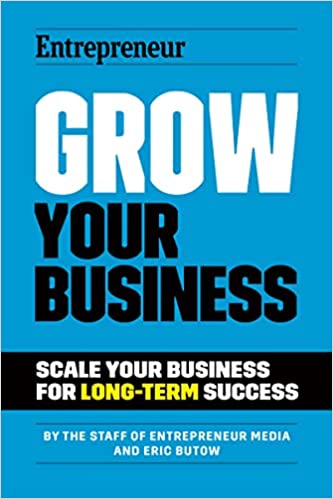 Entrepreneur
GROW
YOUR
BUSINESS
SCALE YOUR BUSINESS
FOR LONG-TERM SUCCESS
BY THE STAFF OF ENTREPRENEUR MEDIA
AND ERIC BUTOW